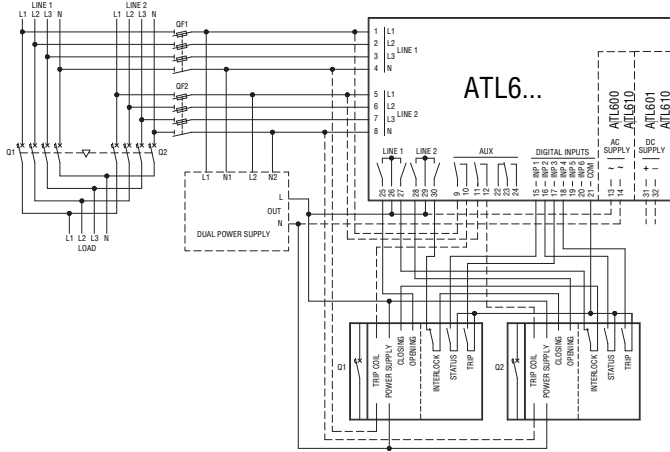 LINE 1 LINE 2
L1 L2 L3 N L1 L2 L3 N
QF1
1 L1
2 L2
3 L3 LINE 1
4 N
QF2
5 L1
6 L2
7 L3 LINE 2
8 N
ATL6...
ATL600
ATL610
ATL601
ATL610
AC
SUPPLY
DC
SUPPLY
~ ~ + –
Q1 Q2
LINE 1 LINE 2 AUX DIGITAL INPUTS
INP 1
INP 2
INP 3
INP 4
INP 5
INP 6
COM
25 26 27 28 29 30 9 10 11 12 22 23 24 15 16 17 18 19 20 21 13 14 31 32
L1 N1 L2 N2
L
OUT
N
DUAL POWER SUPPLY
L1 L2 L3 N
LOAD
Q1
TRIP COIL
POWER SUPPLY
CLOSING
OPENING
INTERLOCK
STATUS
TRIP
Q2
TRIP COIL
POWER SUPPLY
CLOSING
OPENING
INTERLOCK
STATUS
TRIP